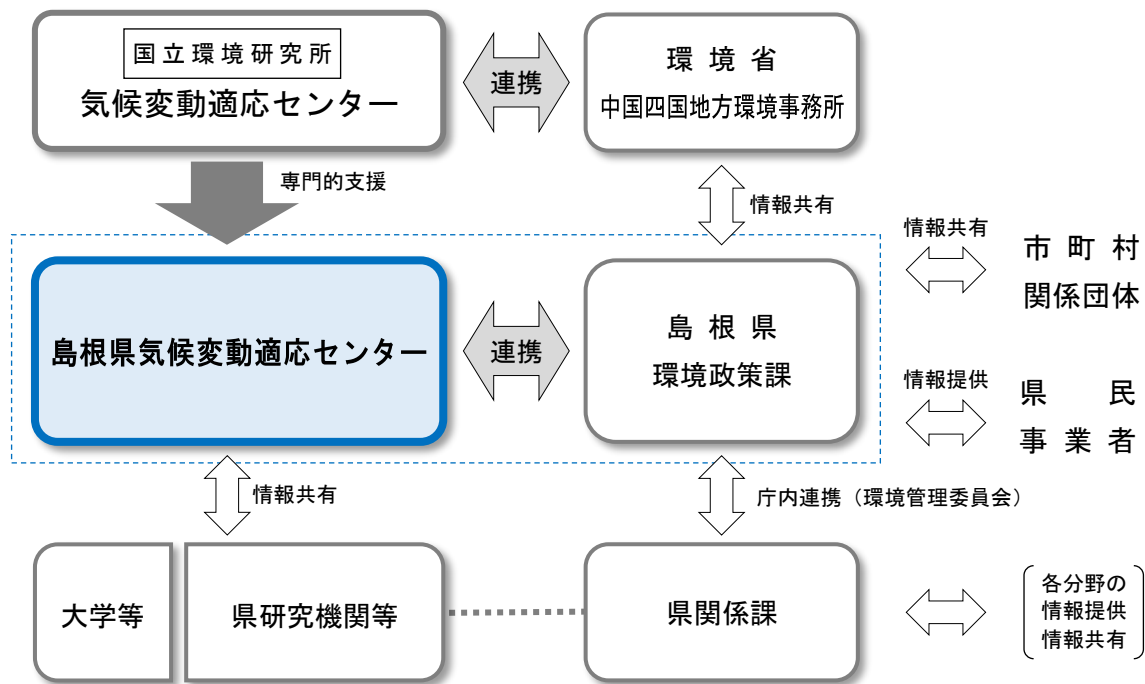 国立環境研究所
気候変動適応センター
連携
環境省
中国四国地方環境事務所
専門的支援
情報共有
情報共有
市町村
関係団体
島根県気候変動適応センター
連携
島根県
環境政策課
情報提供
県民
事業者
情報共有
庁内連携（環境管理委員会）
大学等
県研究機関等
県関係課
各分野の
情報提供
情報共有